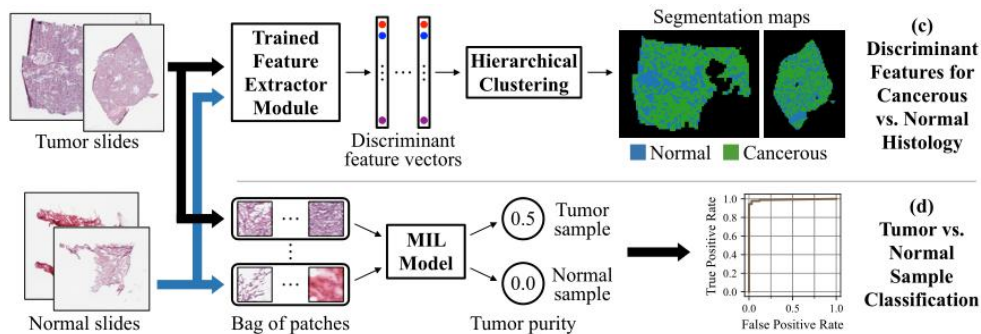 Tumor slides
Trained
Feature
Extractor
Module
Discriminant
feature vectors
Hierarchical
Clustering
Segmentation maps
Normal
Cancerous
(c)
Discriminant
Features for
Cancerous
vs. Normal
Histology
Normal slides
Bag of patches
MIL
Model
0.5
Tumor
sample
0.0
Normal
sample
Tumor purity
True Positive Rate
1.0
0.8
0.6
0.4
0.2
0.0
0.0
0.5
1.0
False Positive Rate
(d)
Tumor vs.
Normal
Sample
Classification